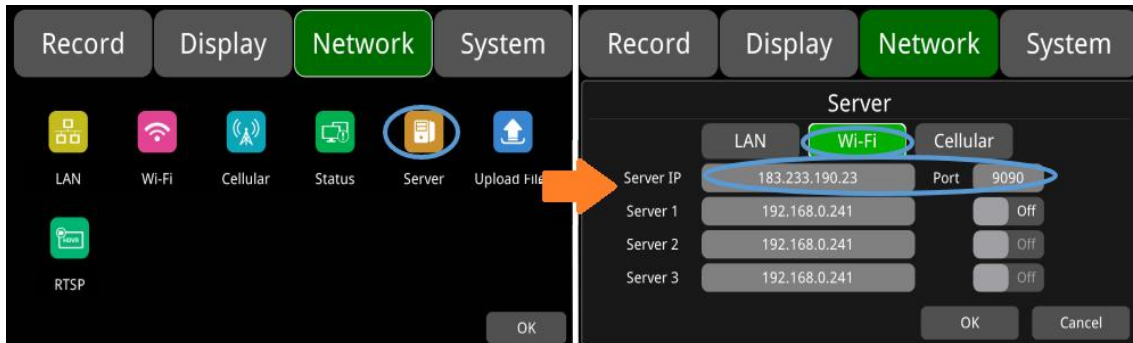 Record Display Network System
LAN Wi-Fi Cellular Status Server Upload File
HDVR
RTSP
OK
Record Display Network System
Server
LAN Wi-Fi Cellular
Server IP 183.233.190.23 Port 9090
Server 1 192.168.0.241 Off
Server 2 192.168.0.241 Off
Server 3 192.168.0.241 Off
OK Cancel